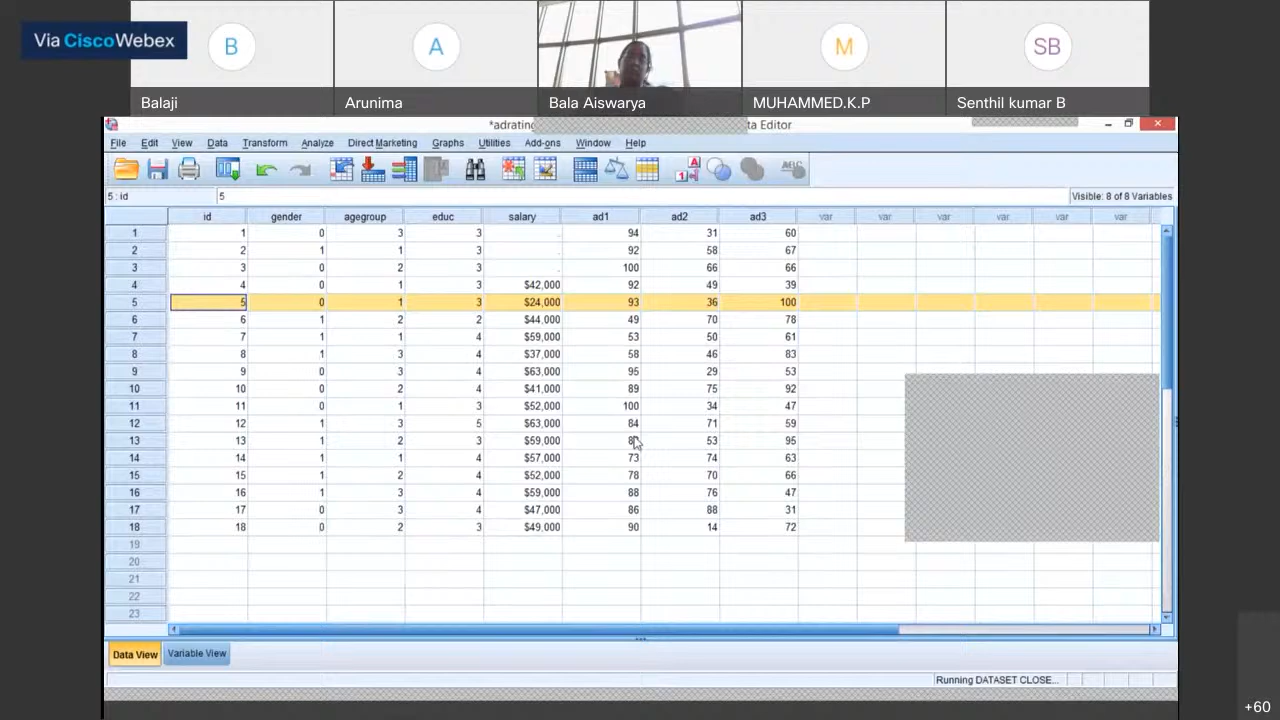 Via CiscoWebex
B A M SB
Balaji Arunima Bala Aiswarya MUHAMMED.K.P Senthil kumar B
*adrating ta Editor
File Edit View Data Transform Analyze Direct Marketing Graphs Utilities Add-ons Window Help
5 : id 5 Visible: 8 of 8 Variables
id gender agegroup educ salary ad1 ad2 ad3 var var var var var var
1 1 0 3 3 . 94 31 60
2 2 1 1 3 . 92 58 67
3 3 0 2 3 . 100 66 66
4 4 0 1 3 $42,000 92 49 39
5 5 0 1 3 $24,000 93 36 100
6 6 1 2 2 $44,000 49 70 78
7 7 1 1 4 $59,000 53 50 61
8 8 1 3 4 $37,000 58 46 83
9 9 0 3 4 $63,000 95 29 53
10 10 0 2 4 $41,000 89 75 92
11 11 0 1 3 $52,000 100 34 47
12 12 1 3 5 $63,000 84 71 59
13 13 1 2 3 $59,000 53 95
14 14 1 1 4 $57,000 73 74 63
15 15 1 2 4 $52,000 78 70 66
16 16 1 3 4 $59,000 88 76 47
17 17 0 3 4 $47,000 86 88 31
18 18 0 2 3 $49,000 90 14 72
19
20
21
22
23
Data View Variable View
Running DATASET CLOSE...
+60